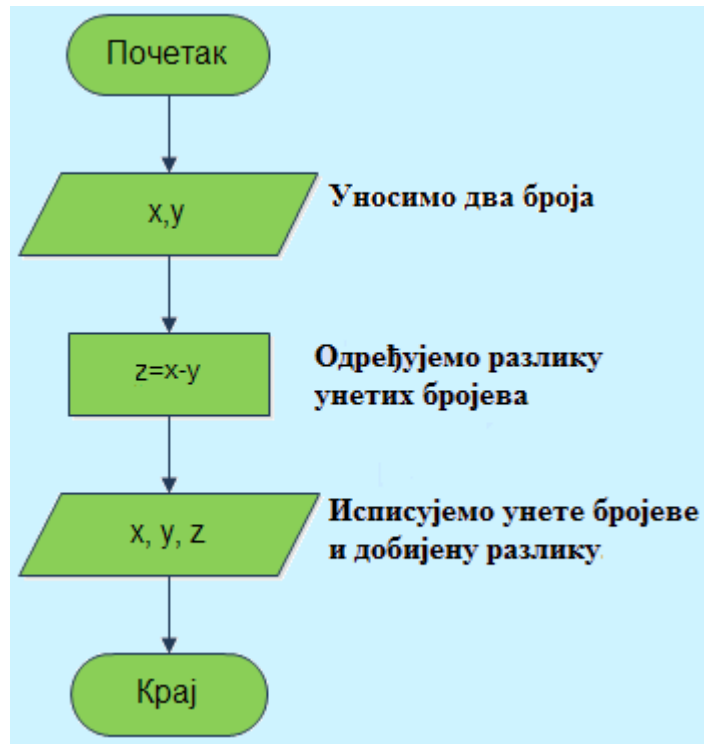 Почетак
x,y
Уносимо два броја
z=x-y
Одређујемо разлику
унетих бројева
x, y, z
Исписујемо унете бројеве
и добијену разлику.
Крај